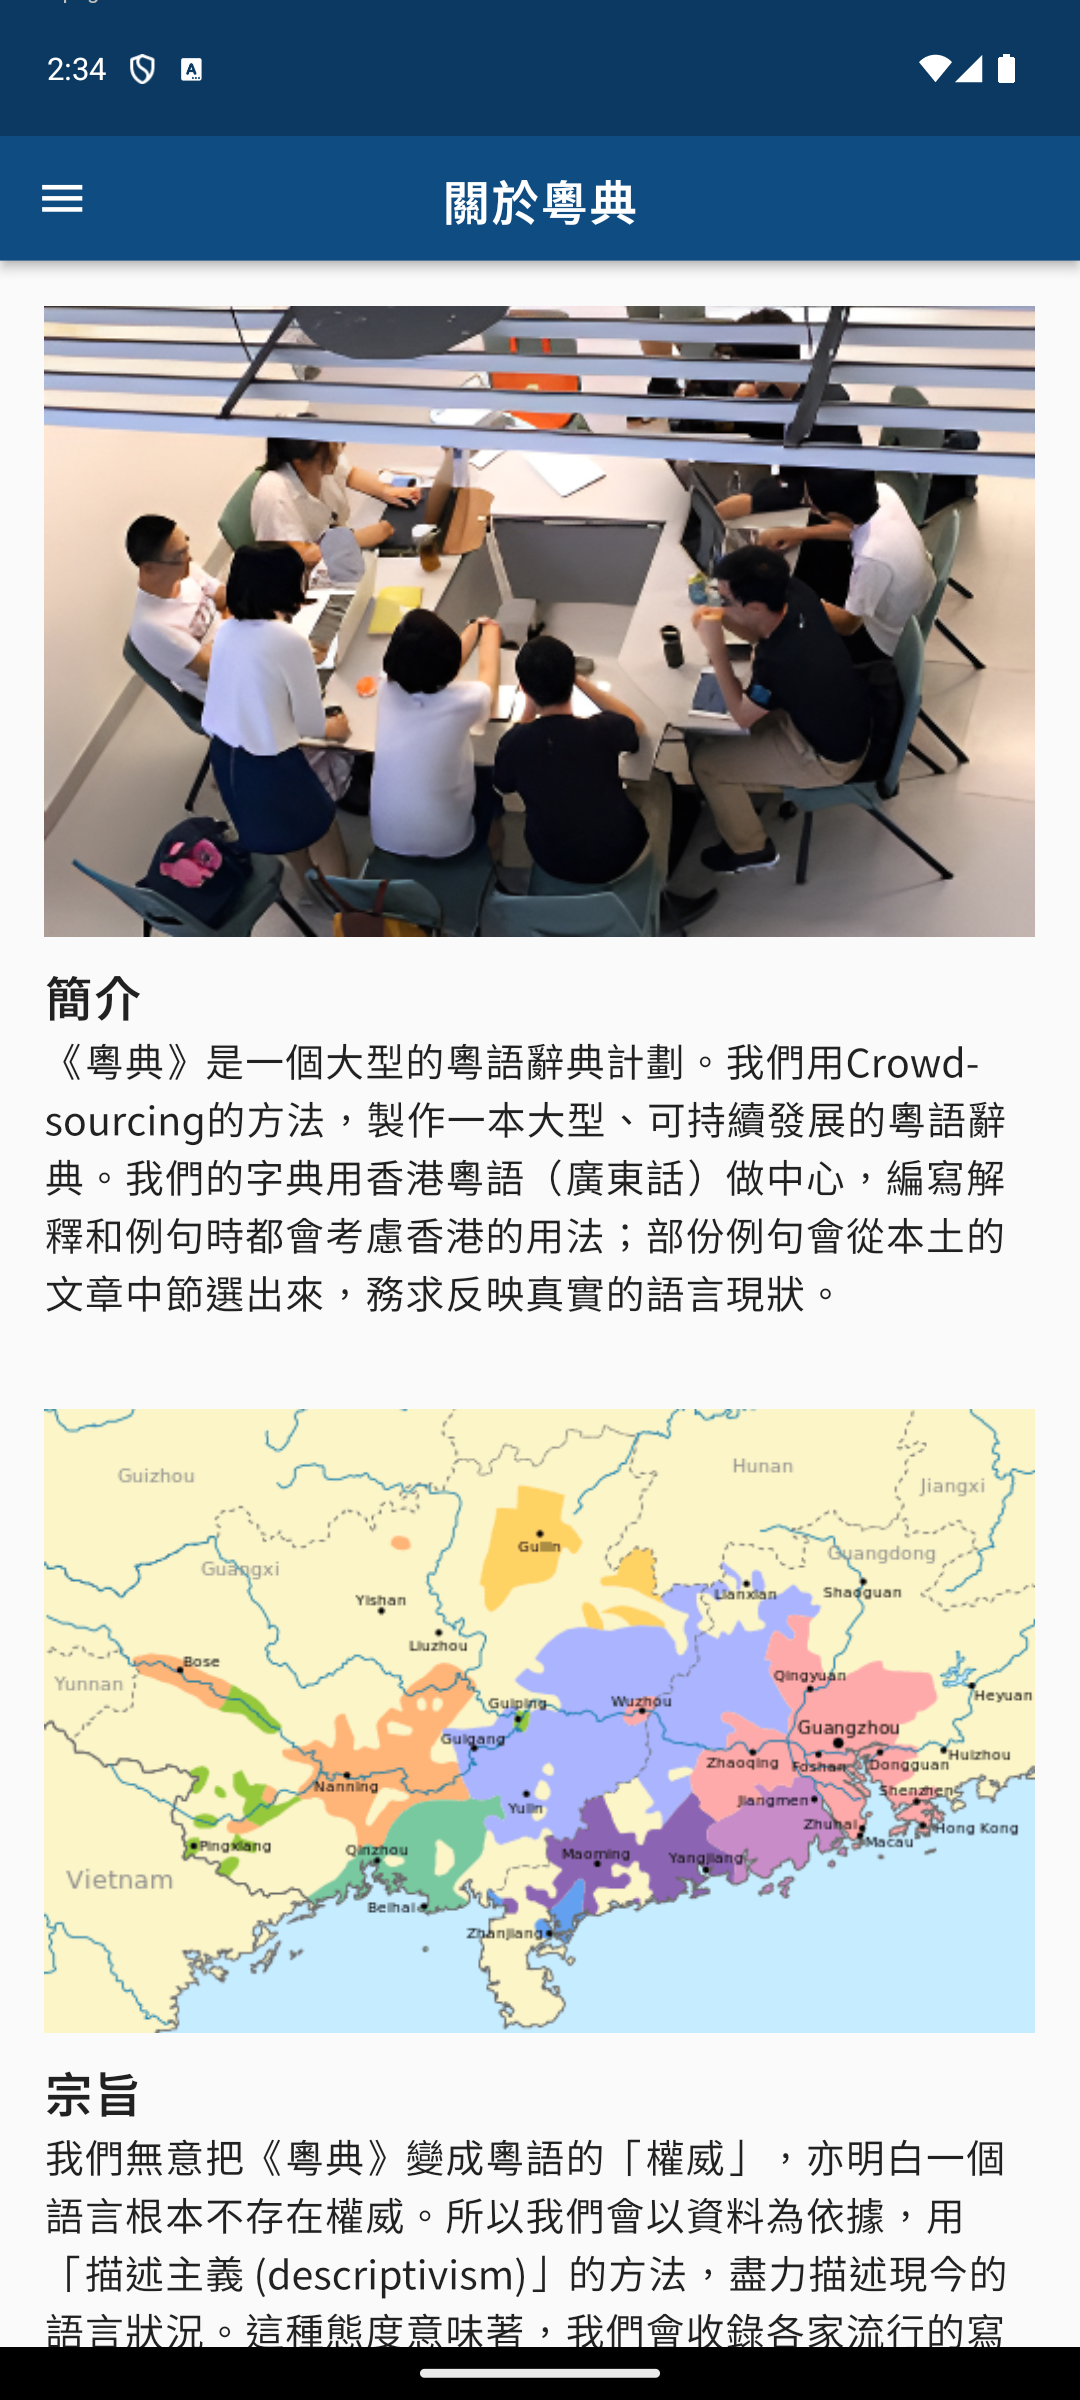 2:34
關於粵典
簡介
《粵典》是一個大型的粵語辭典計劃。我們用Crowd-
sourcing的方法，製作一本大型、可持續發展的粵語辭
典。我們的字典用香港粵語（廣東話）做中心，編寫解
釋和例句時都會考慮香港的用法；部份例句會從本土的
文章中節選出來，務求反映真實的語言現狀。
Guizhou
Hunan
Jiangxi
Guilin
Guangdong
Guangxi
Lianxian
Shaoguan
Yishan
Liuzhou
Bose
Yunnan
Qingyuan
Heyuan
Guiping
Wuzhou
Guigang
Guangzhou
Huizhou
Zhaoqing
Foshan
Dongguan
Nanning
Shenzhen
Yulin
Jiangmen
Zhuhai
Hong Kong
Macau
Pingxiang
Qinzhou
Maoming
Yangjiang
Vietnam
Beihai
Zhanjiang
宗旨
我們無意把《粵典》變成粵語的「權威」，亦明白一個
語言根本不存在權威。所以我們會以資料為依據，用
「描述主義 (descriptivism)」的方法，盡力描述現今的
語言狀況。這種態度意味著，我們會收錄各家流行的寫